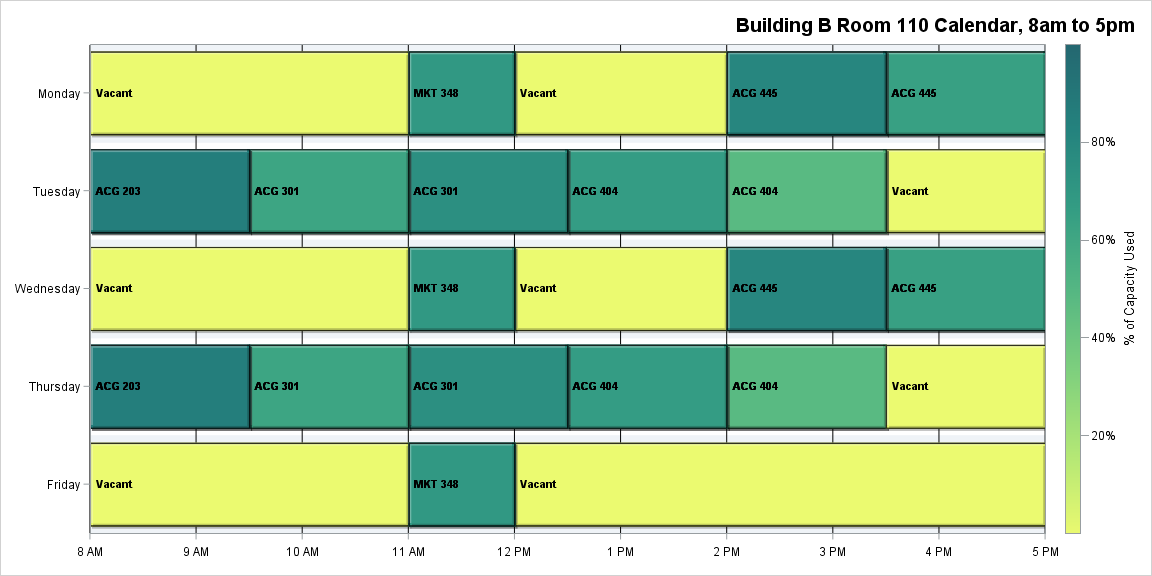 Building B Room 110 Calendar, 8am to 5pm
Monday
Vacant
MKT 348
Vacant
ACG 445
ACG 445
Tuesday
ACG 203
ACG 301
ACG 301
ACG 404
ACG 404
Vacant
Wednesday
Vacant
MKT 348
Vacant
ACG 445
ACG 445
Thursday
ACG 203
ACG 301
ACG 301
ACG 404
ACG 404
Vacant
Friday
Vacant
MKT 348
Vacant
8 AM
9 AM
10 AM
11 AM
12 PM
1 PM
2 PM
3 PM
4 PM
5 PM
80%
60%
40%
20%
% of Capacity Used